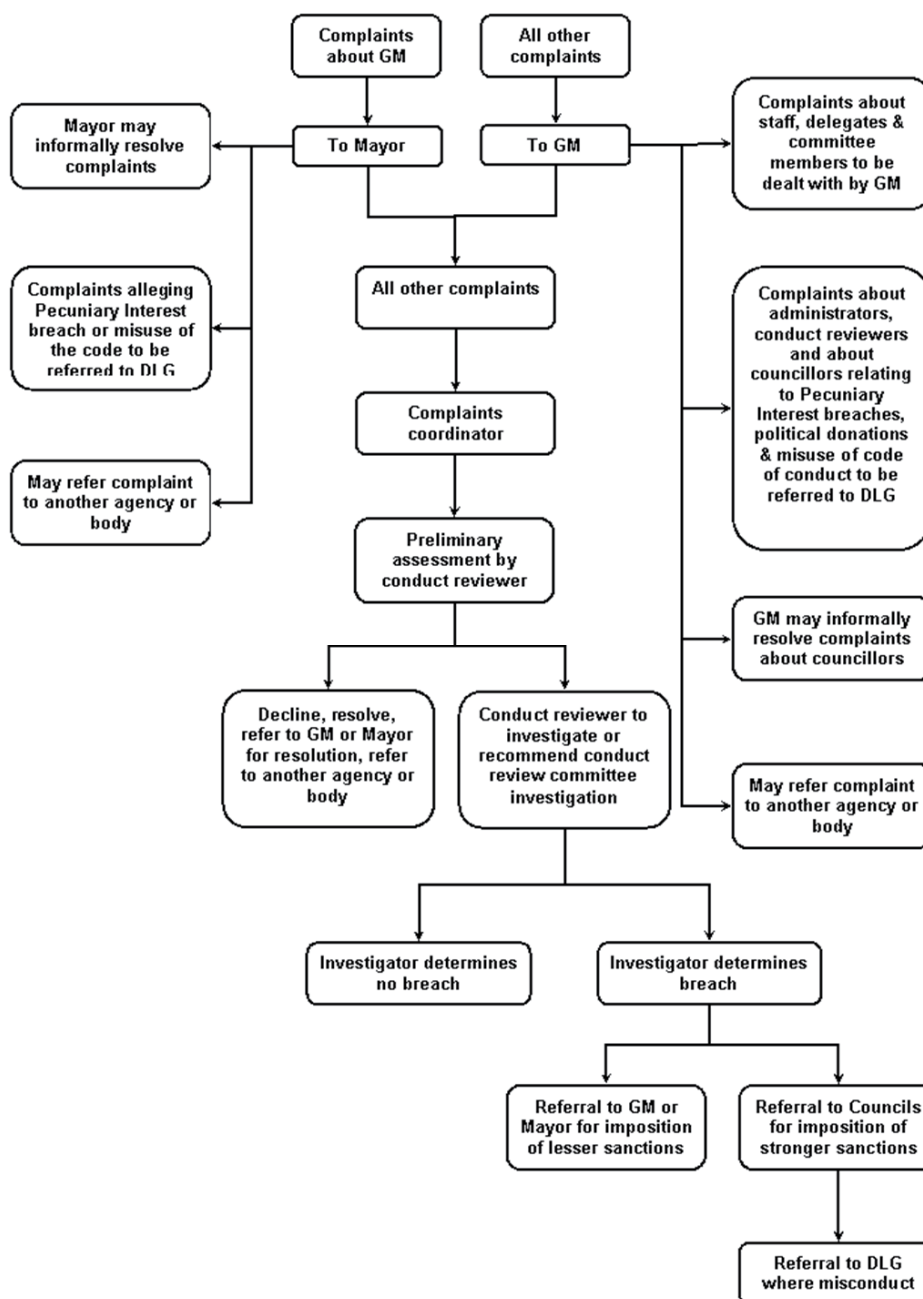 Complaints
about GM
All other
complaints
Mayor may
informally resolve
complaints
To Mayor
To GM
Complaints about
staff, delegates &
committee
members to be
dealt with by GM
All other complaints
Complaints alleging
Pecuniary Interest
breach or misuse of
the code to be
referred to DLG
Complaints about
administrators,
conduct reviewers
and about
councillors relating
to Pecuniary
Interest breaches,
political donations
& misuse of code
of conduct to be
referred to DLG
Complaints
coordinator
May refer complaint
to another agency or
body
Preliminary
assessment by
conduct reviewer
GM may informally
resolve complaints
about councillors
Decline, resolve,
refer to GM or Mayor
for resolution, refer
to another agency or
body
Conduct reviewer to
investigate or
recommend conduct
review committee
investigation
May refer complaint
to another agency or
body
Investigator determines
no breach
Investigator determines
breach
Referral to GM or
Mayor for imposition
of lesser sanctions
Referral to Councils
for imposition of
stronger sanctions
Referral to DLG
where misconduct